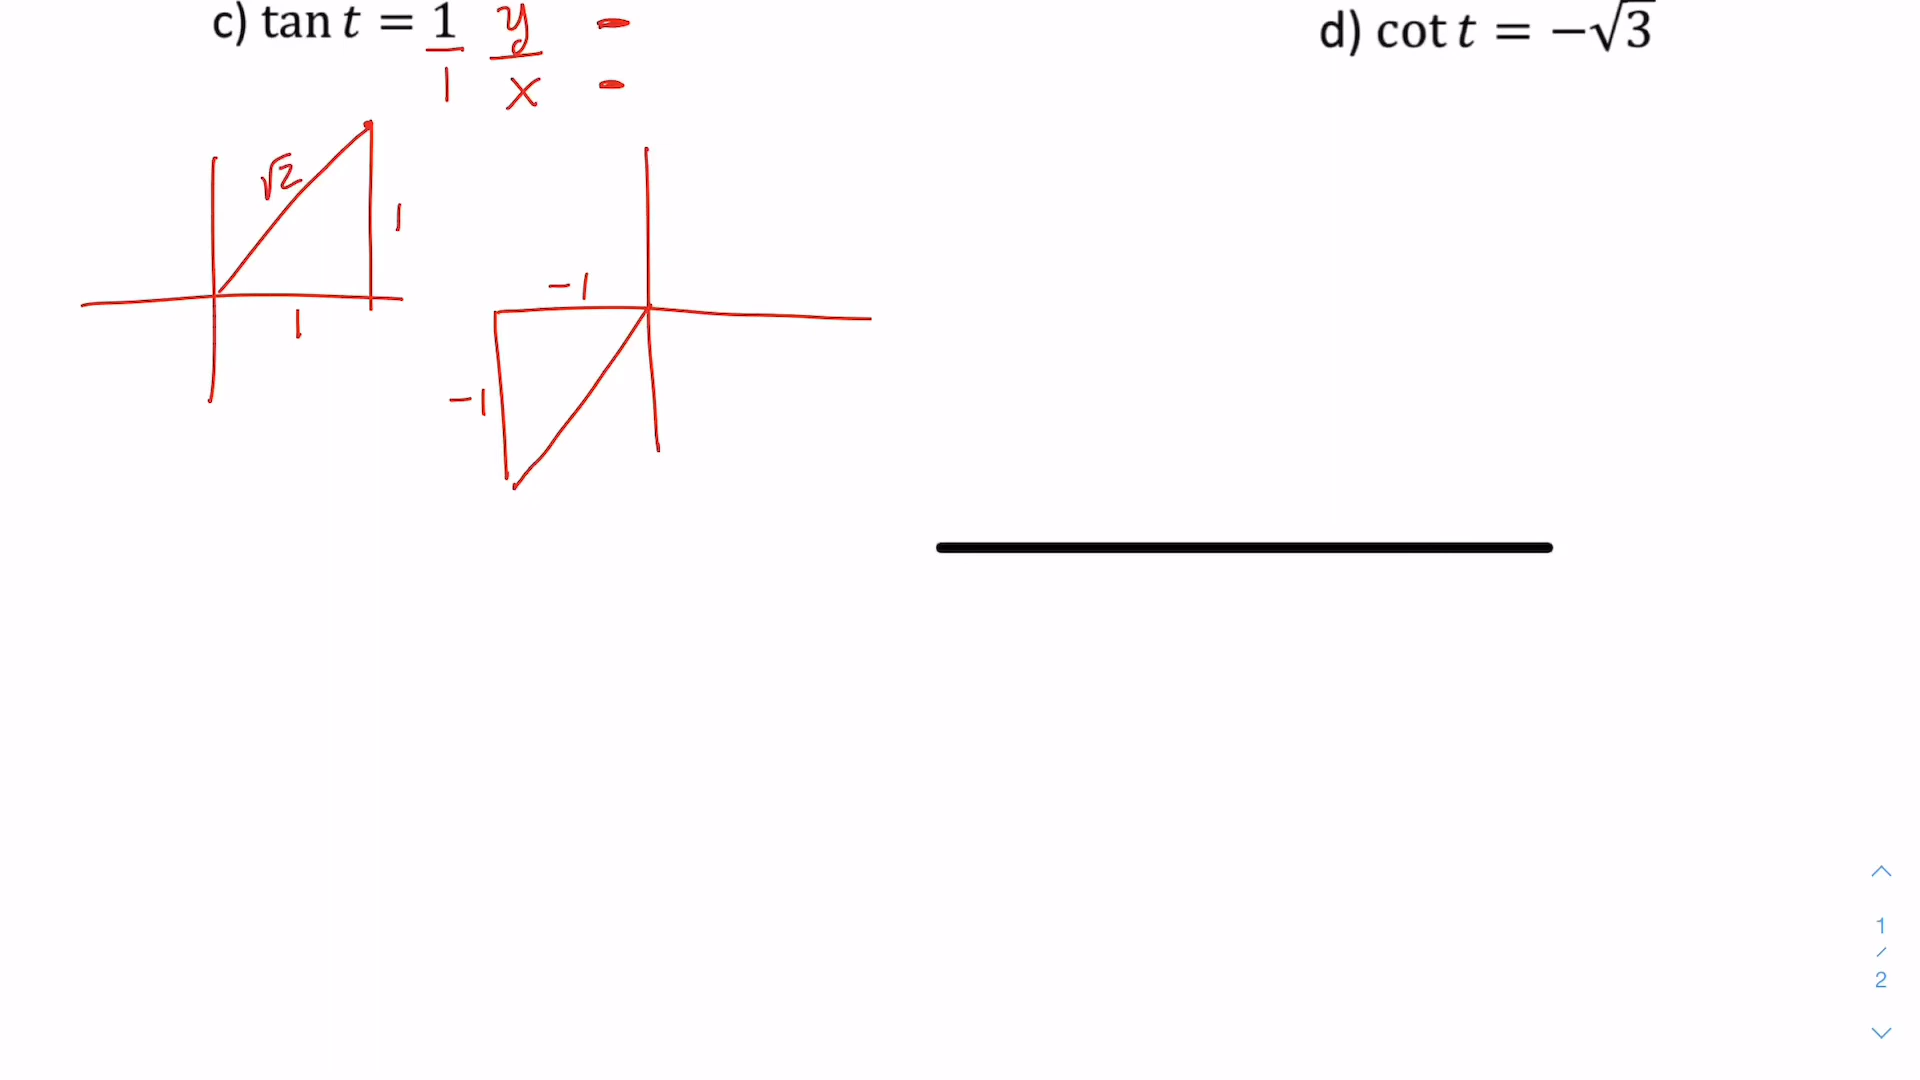 c) tan t = 1 y -
1 x -
d) cot t = −√3
√2
1
1
-1
-1
1
/
2